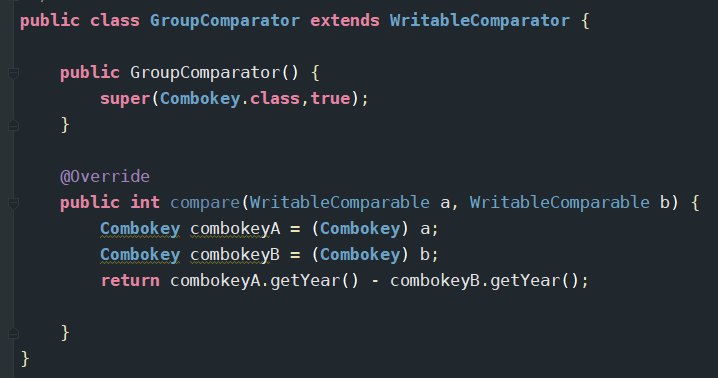 public class GroupComparator extends WritableComparator {
public GroupComparator() {
super(Combokey.class,true);
}
@Override
public int compare(WritableComparable a, WritableComparable b) {
Combokey combokeyA = (Combokey) a;
Combokey combokeyB = (Combokey) b;
return combokeyA.getYear() - combokeyB.getYear();
}
}